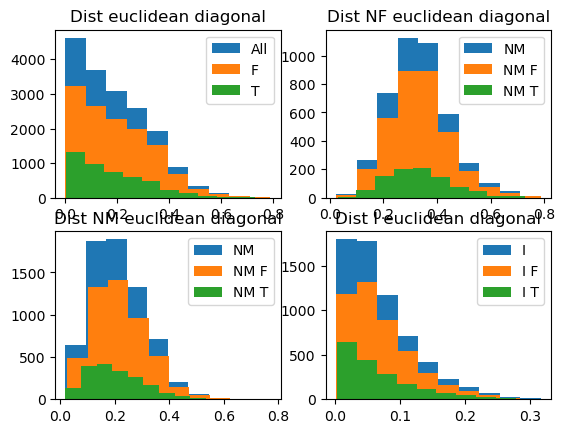 Dist euclidean diagonal
4000
3000
2000
1000
0
0.0 0.2 0.4 0.6 0.8
All
F
T
Dist NF euclidean diagonal
1000
800
600
400
200
0
0.0 0.2 0.4 0.6 0.8
NM
NM F
NM T
Dist NM euclidean diagonal
1500
1000
500
0
0.0 0.2 0.4 0.6 0.8
NM
NM F
NM T
Dist I euclidean diagonal
1500
1000
500
0
0.0 0.1 0.2 0.3
I
I F
I T